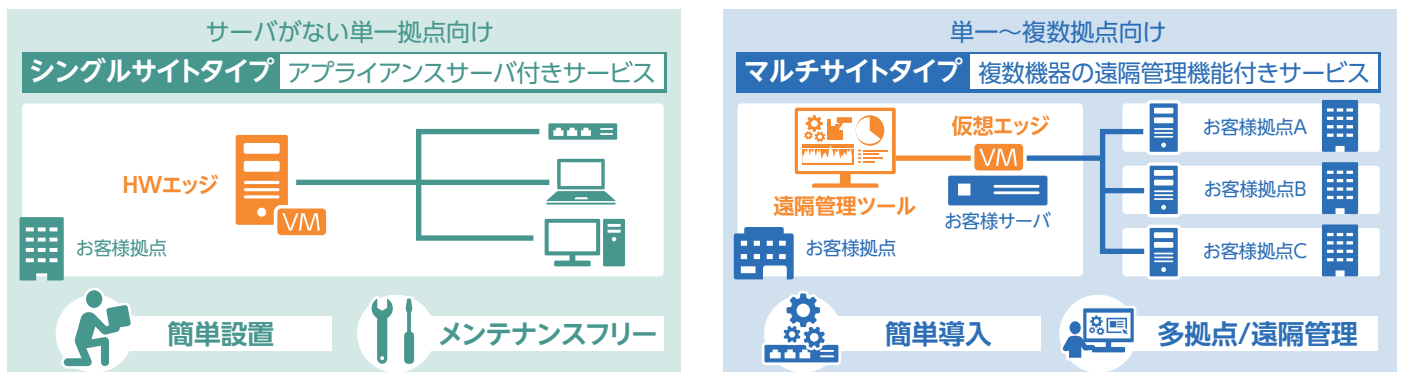 サーバがない単一拠点向け
シングルサイトタイプ アプライアンスサーバ付きサービス
HWエッジ
VM
お客様拠点
簡単設置
メンテナンスフリー
単一～複数拠点向け
マルチサイトタイプ 複数機器の遠隔管理機能付きサービス
仮想エッジ
VM
遠隔管理ツール
お客様サーバ
お客様拠点
お客様拠点A
お客様拠点B
お客様拠点C
簡単導入
多拠点/遠隔管理